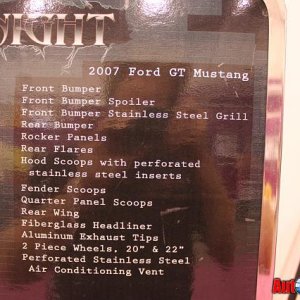 NIGHT
2007 Ford GT Mustang
Front Bumper
Front Bumper Spoiler
Front Bumper Stainless Steel Grill
Rear Bumper
Rocker Panels
Rear Flares
Hood Scoops with perforated
stainless steel inserts
Fender Scoops
Quarter Panel Scoops
Rear Wing
Fiberglass Headliner
Aluminum Exhaust Tips
2 Piece Wheels, 20" & 22"
Perforated Stainless Steel
Air Conditioning Vent